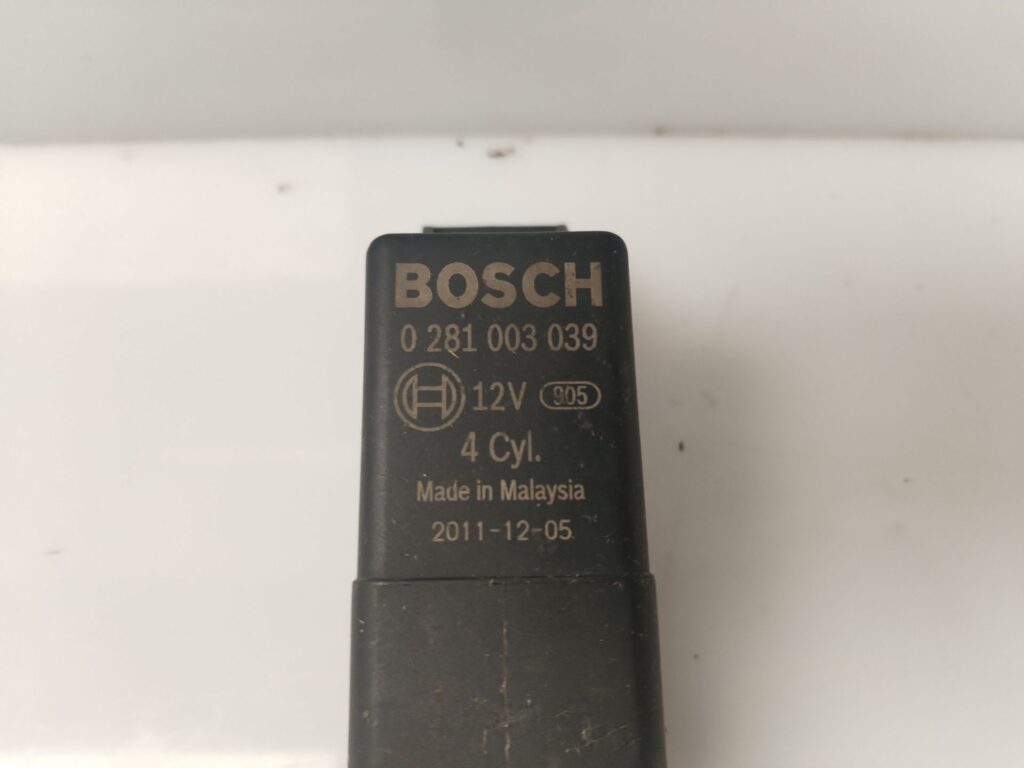 BOSCH
0 281 003 039
12V 905
4 Cyl.
Made in Malaysia
2011-12-05